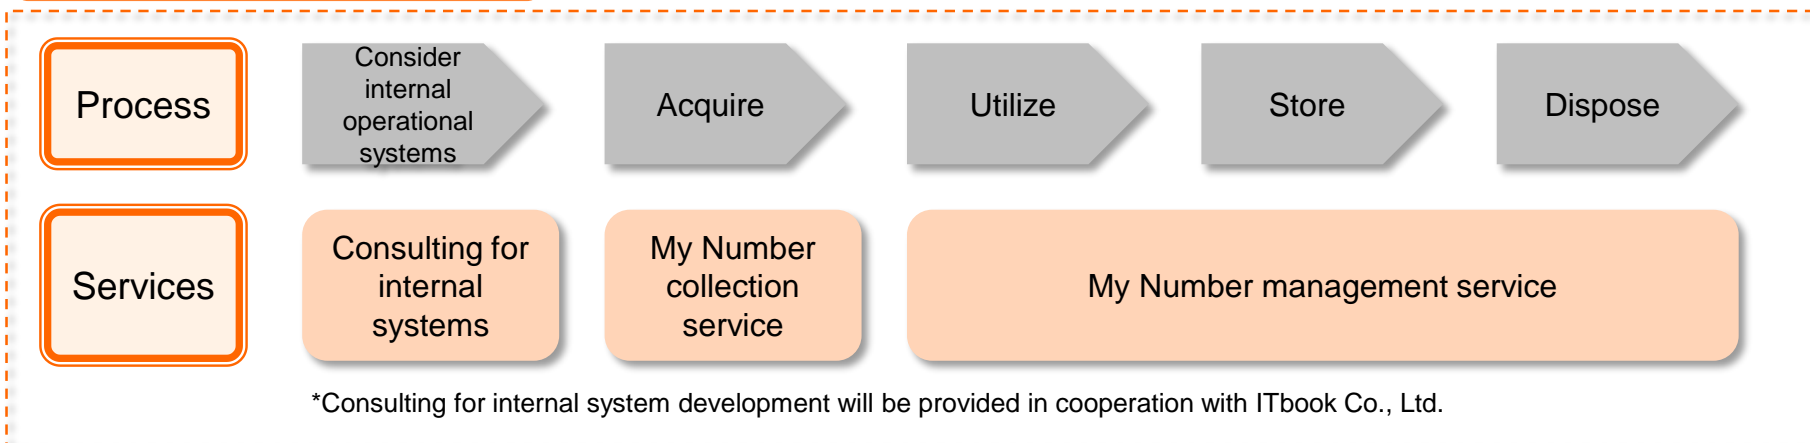 Process
Consider
internal
operational
systems
Acquire
Utilize
Store
Dispose
Services
Consulting for
internal
systems
My Number
collection
service
My Number management service
*Consulting for internal system development will be provided in cooperation with ITbook Co., Ltd.